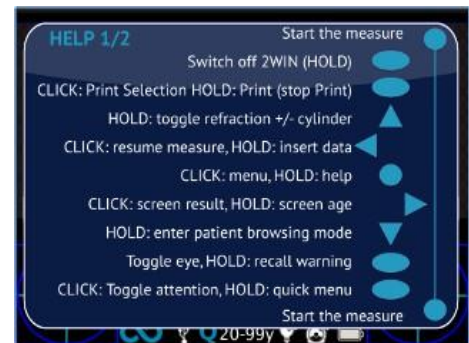 HELP 1/2
Start the measure
Switch off 2WIN (HOLD)
CLICK: Print Selection HOLD: Print (stop Print)
HOLD: toggle refraction +/- cylinder
CLICK: resume measure, HOLD: insert data
CLICK: menu, HOLD: help
CLICK: screen result, HOLD: screen age
HOLD: enter patient browsing mode
Toggle eye, HOLD: recall warning
CLICK: Toggle attention, HOLD: quick menu
Start the measure
20-99y